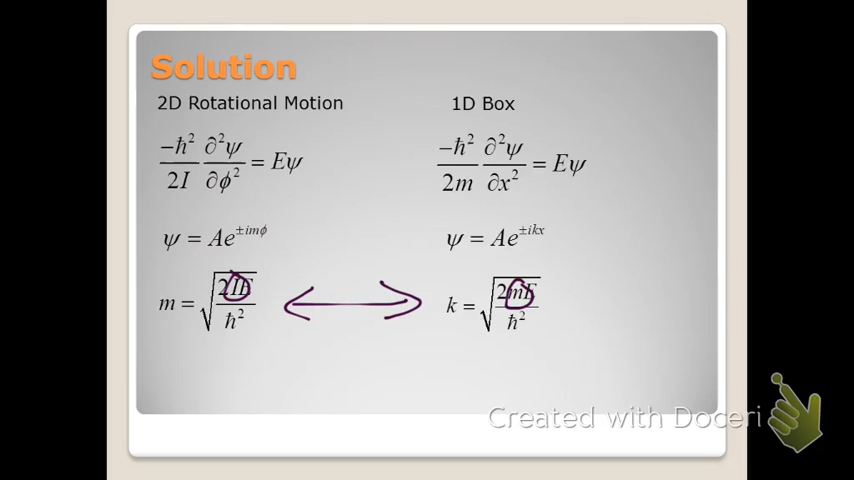 Solution
2D Rotational Motion
1D Box
−ħ²/2I ∂²ψ/∂ϕ² = Eψ
−ħ²/2m ∂²ψ/∂x² = Eψ
ψ = Ae^{±imϕ}
ψ = Ae^{±ikx}
m = √(2IE/ħ²)
k = √(2mE/ħ²)
Created with Doceri